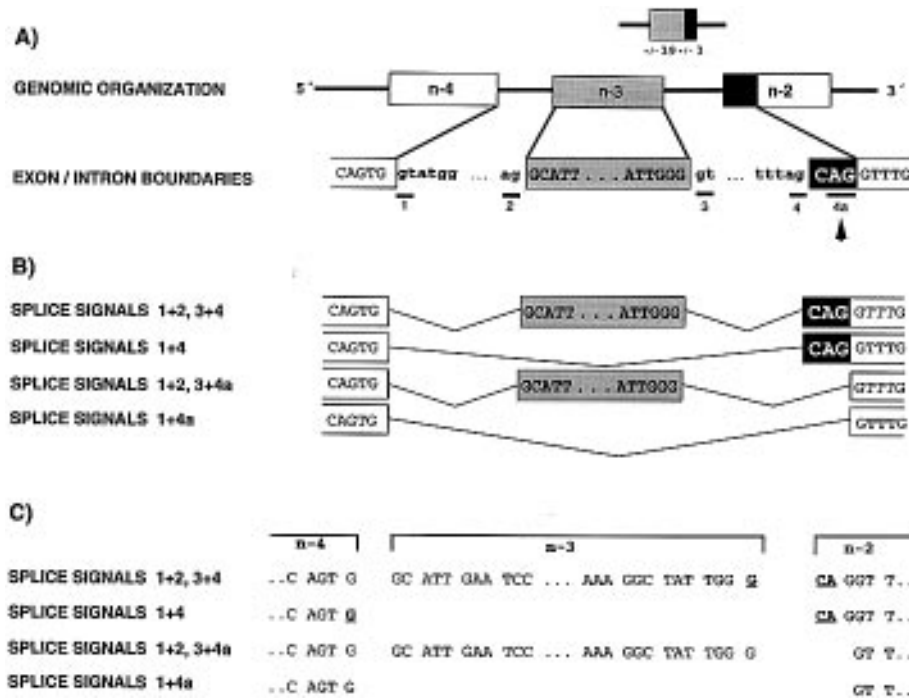 A)
+/- 39 +/- 3
GENOMIC ORGANIZATION 5' n-4 n-3 n-2 3'
EXON / INTRON BOUNDARIES CAGTG gtatgg ... ag GCATT...ATTGGG gt ... tttag CAG GTTTG
1 2 3 4 4a
B)
SPLICE SIGNALS 1+2, 3+4 CAGTG GCATT...ATTGGG CAG GTTTG
SPLICE SIGNALS 1+4 CAGTG CAG GTTTG
SPLICE SIGNALS 1+2, 3+4a CAGTG GCATT...ATTGGG GTTTG
SPLICE SIGNALS 1+4a CAGTG GTTTG
C)
n-4 n-3 n-2
SPLICE SIGNALS 1+2, 3+4 ..C AGT G GC ATT GAA TCC ... AAA GGC TAT TGG G CA GGT T..
SPLICE SIGNALS 1+4 ..C AGT G CA GGT T..
SPLICE SIGNALS 1+2, 3+4a ..C AGT G GC ATT GAA TCC ... AAA GGC TAT TGG G GT T..
SPLICE SIGNALS 1+4a ..C AGT G GT T..